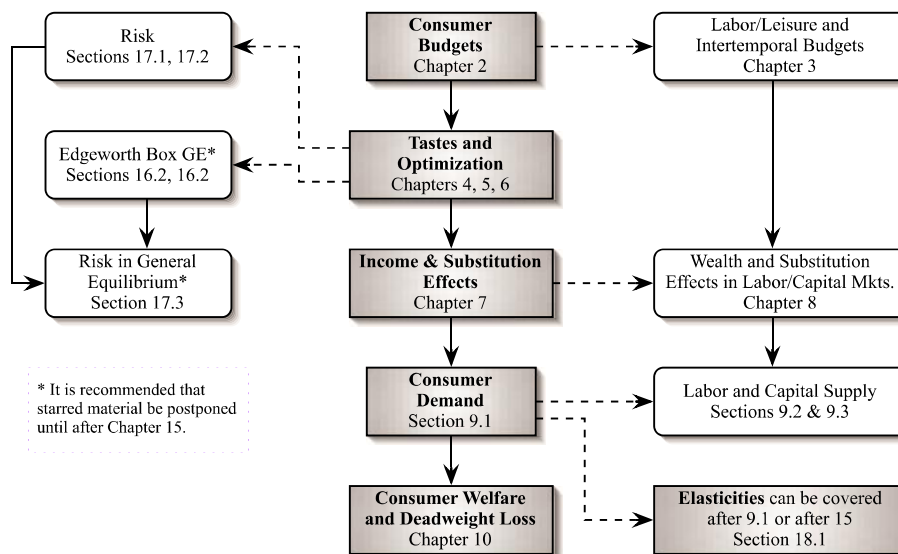 Risk
Sections 17.1, 17.2
Consumer
Budgets
Chapter 2
Labor/Leisure and
Intertemporal Budgets
Chapter 3
Edgeworth Box GE*
Sections 16.2, 16.2
Tastes and
Optimization
Chapters 4, 5, 6
Risk in General
Equilibrium*
Section 17.3
Income & Substitution
Effects
Chapter 7
Wealth and Substitution
Effects in Labor/Capital Mkts.
Chapter 8
* It is recommended that
starred material be postponed
until after Chapter 15.
Consumer
Demand
Section 9.1
Labor and Capital Supply
Sections 9.2 & 9.3
Consumer Welfare
and Deadweight Loss
Chapter 10
Elasticities can be covered
after 9.1 or after 15
Section 18.1